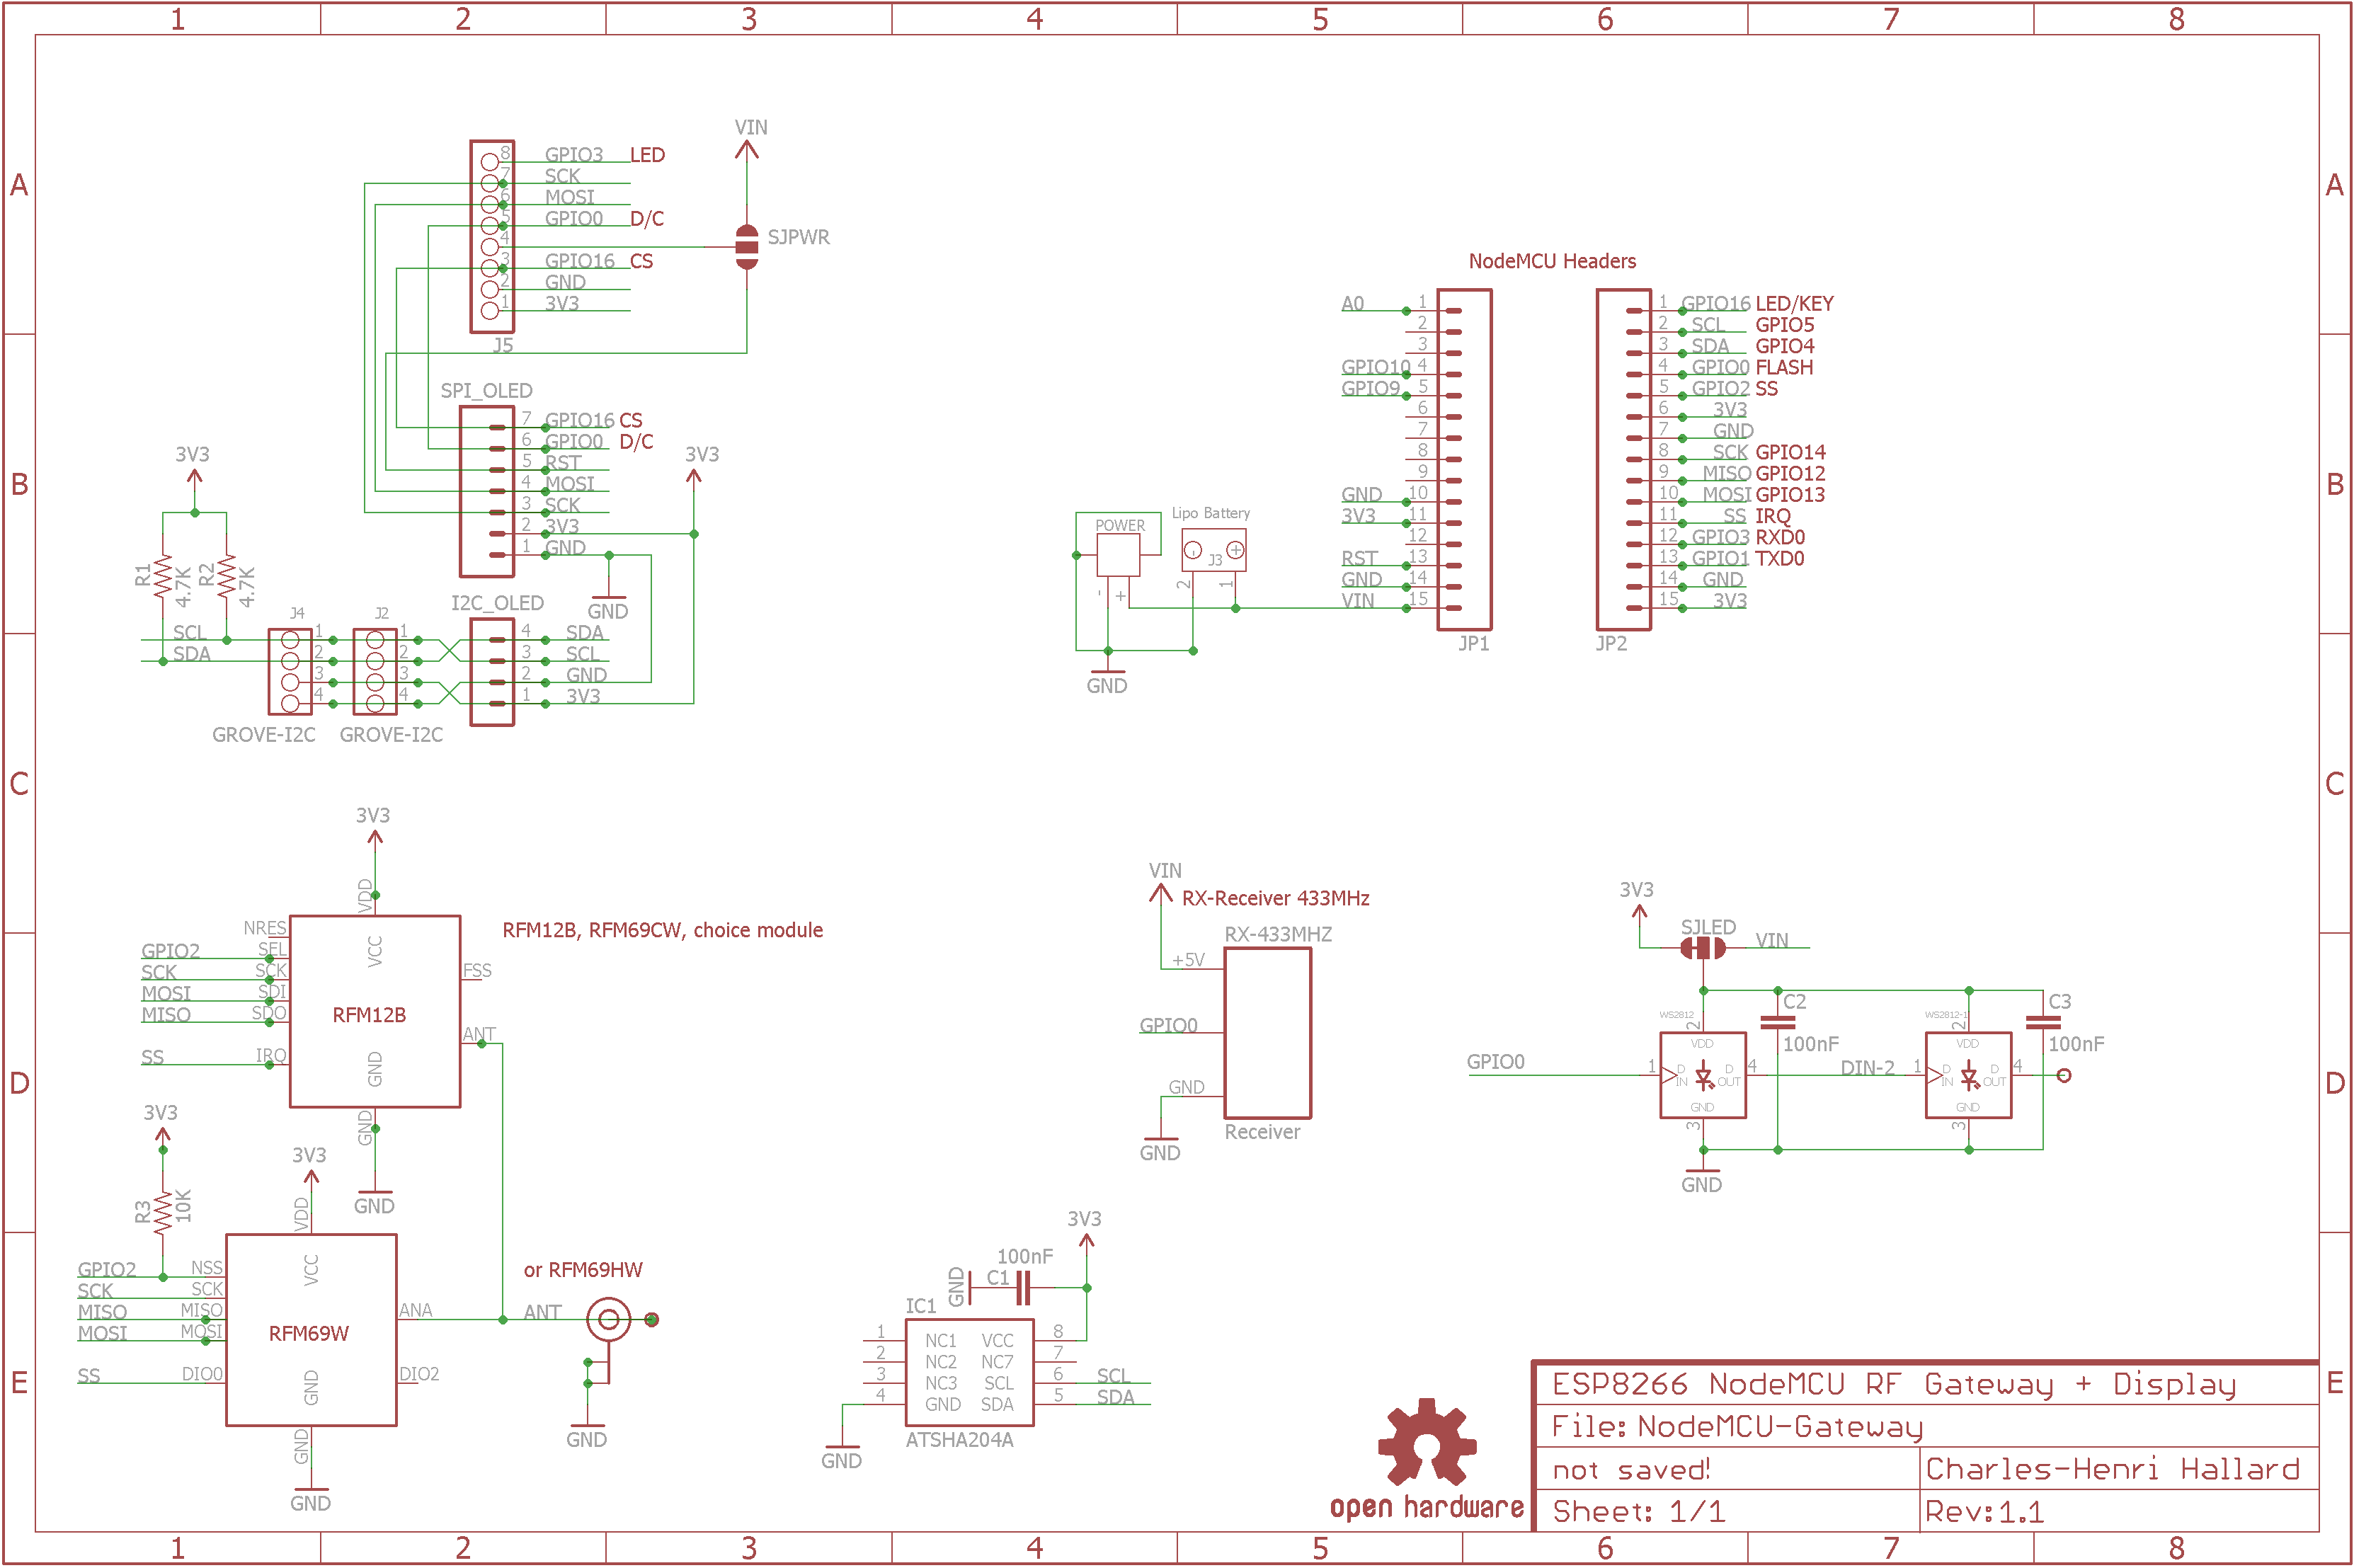 1 2 3 4 5 6 7 8
A
B
C
D
E
A
B
C
D
E
1 2 3 4 5 6 7 8
VIN
SJPWR
8 GPIO3 LED
7 SCK
6 MOSI
5 GPIO0 D/C
4
3 GPIO16 CS
2 GND
1 3V3
J5
SPI_OLED
7 GPIO16 CS
6 GPIO0 D/C
5 RST
4 MOSI
3 SCK
2 3V3
1 GND
3V3
GND
3V3
R1 4.7K
R2 4.7K
SCL
SDA
J4
1
2
3
4
GROVE-I2C
J2
1
2
3
4
GROVE-I2C
I2C_OLED
4 SDA
3 SCL
2 GND
1 3V3
NodeMCU Headers
A0 1
2
3
GPIO10 4
GPIO9 5
6
7
8
9
GND 10
3V3 11
12
RST 13
GND 14
VIN 15
JP1
1 GPIO16 LED/KEY
2 SCL GPIO5
3 SDA GPIO4
4 GPIO0 FLASH
5 GPIO2 SS
6 3V3
7 GND
8 SCK GPIO14
9 MISO GPIO12
10 MOSI GPIO13
11 SS IRQ
12 GPIO3 RXD0
13 GPIO1 TXD0
14 GND
15 3V3
JP2
POWER
- +
Lipo Battery
- +
J3
2 1
GND
3V3
VDD
VCC
NRES
GPIO2 SEL
SCK SCK
MOSI SDI
MISO SDO
SS IRQ
FSS
ANT
RFM12B
GND
GND
GND
RFM12B, RFM69CW, choice module
3V3
R3 10K
3V3
VDD
VCC
GPIO2 NSS
SCK SCK
MISO MISO
MOSI MOSI
SS DIO0
ANA
DIO2
RFM69W
GND
GND
GND
or RFM69HW
ANT
GND
VIN
RX-Receiver 433MHz
RX-433MHZ
+5V
GPIO0
GND
Receiver
GND
3V3
100nF
GND C1
IC1
1 NC1 VCC 8
2 NC2 NC7 7
3 NC3 SCL 6 SCL
4 GND SDA 5 SDA
ATSHA204A
GND
3V3
SJLED
VIN
C2
100nF
C3
100nF
WS2812
2
VDD
GPIO0 1 D IN D OUT 4
GND
3
WS2812-1
2
VDD
DIN-2 1 D IN D OUT 4
GND
3
GND
open hardware
ESP8266 NodeMCU RF Gateway + Display
File: NodeMCU-Gateway
not saved!
Charles-Henri Hallard
Sheet: 1/1
Rev:1.1